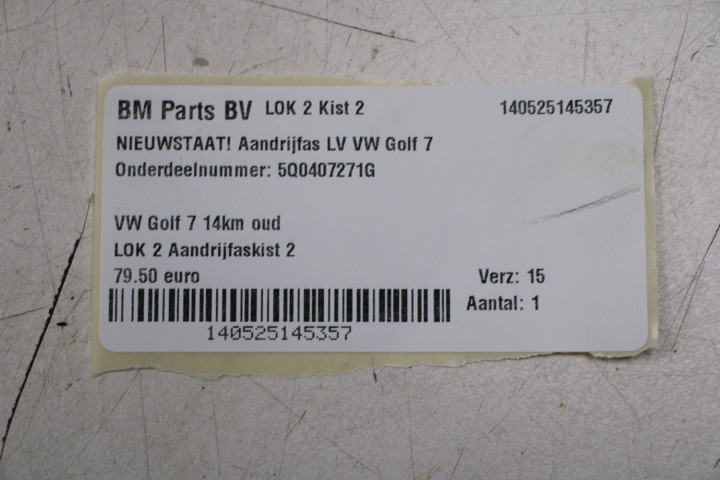 BM Parts BV LOK 2 Kist 2 140525145357
NIEUWSTAAT! Aandrijfas LV VW Golf 7
Onderdeelnummer: 5Q0407271G
VW Golf 7 14km oud
LOK 2 Aandrijfaskist 2
79.50 euro Verz: 15
Aantal: 1
140525145357